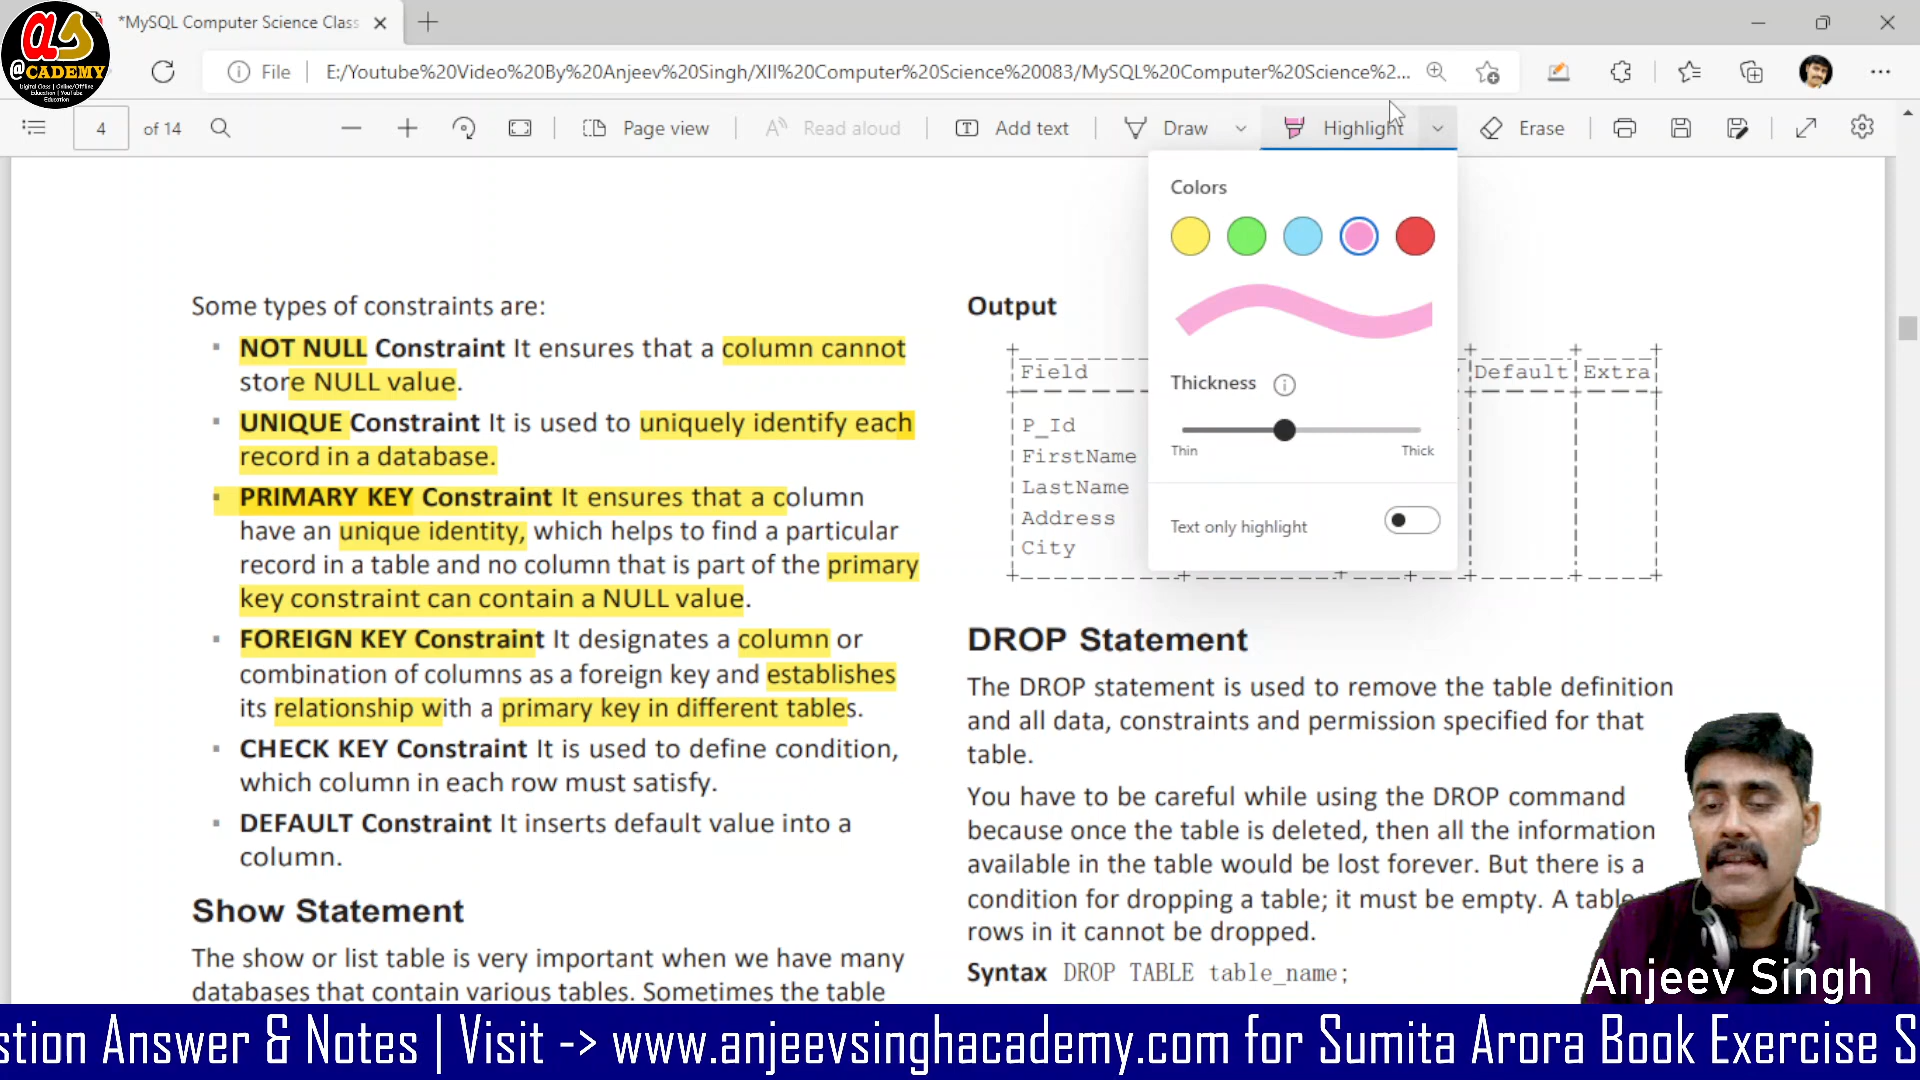 *MySQL Computer Science Class
as
@CADEMY
Digital Class | Online/Offline
Education | YouTube
Education
File
E:/Youtube%20Video%20By%20Anjeev%20Singh/XII%20Computer%20Science%20083/MySQL%20Computer%20Science%2...
4
of 14
Page view
Read aloud
Add text
Draw
Highlight
Erase
Colors
Thickness
Thin
Thick
Text only highlight
Some types of constraints are:
NOT NULL Constraint It ensures that a column cannot
store NULL value.
UNIQUE Constraint It is used to uniquely identify each
record in a database.
PRIMARY KEY Constraint It ensures that a column
have an unique identity, which helps to find a particular
record in a table and no column that is part of the primary
key constraint can contain a NULL value.
FOREIGN KEY Constraint It designates a column or
combination of columns as a foreign key and establishes
its relationship with a primary key in different tables.
CHECK KEY Constraint It is used to define condition,
which column in each row must satisfy.
DEFAULT Constraint It inserts default value into a
column.
Show Statement
The show or list table is very important when we have many
databases that contain various tables. Sometimes the table
Output
Field Default Extra
P_Id
FirstName
LastName
Address
City
DROP Statement
The DROP statement is used to remove the table definition
and all data, constraints and permission specified for that
table.
You have to be careful while using the DROP command
because once the table is deleted, then all the information
available in the table would be lost forever. But there is a
condition for dropping a table; it must be empty. A table
rows in it cannot be dropped.
Syntax DROP TABLE table_name;
Anjeev Singh
stion Answer & Notes | Visit -> www.anjeevsinghacademy.com for Sumita Arora Book Exercise S